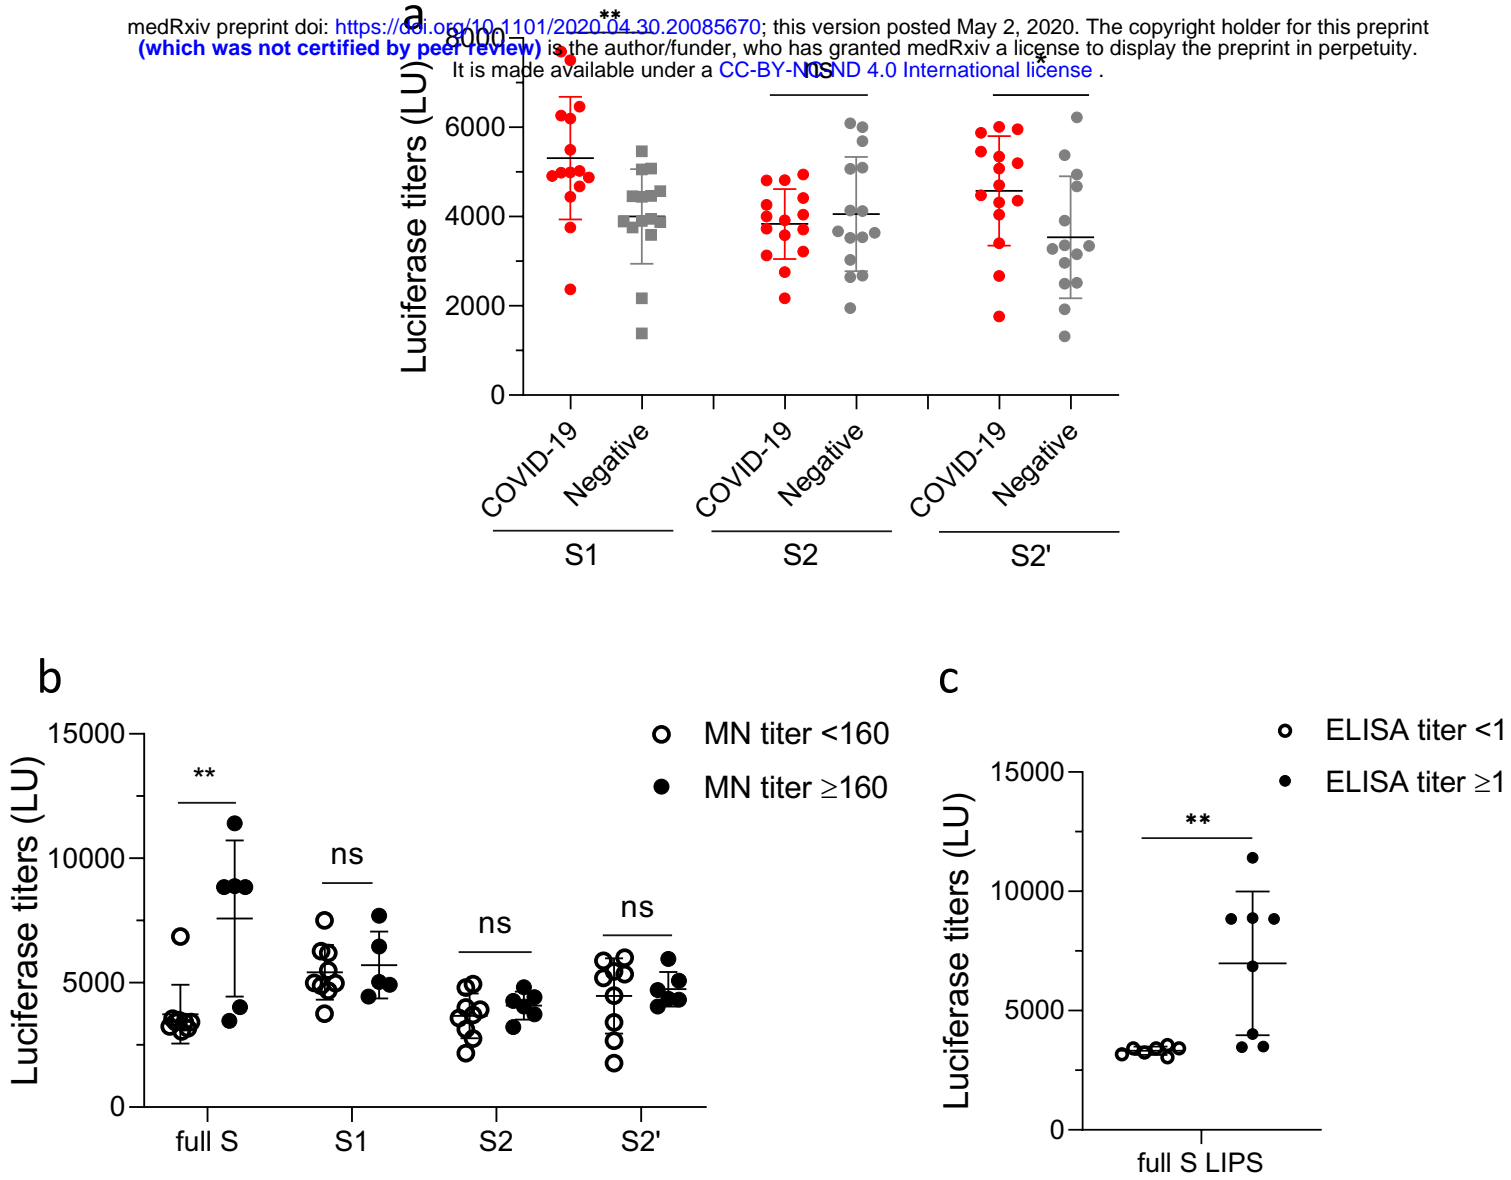 medRxiv preprint doi: https://doi.org/10.1101/2020.04.30.20085670; this version posted May 2, 2020. The copyright holder for this preprint
(which was not certified by peer review) is the author/funder, who has granted medRxiv a license to display the preprint in perpetuity.
It is made available under a CC-BY-NC-ND 4.0 International license .
a
**
ns
*
Luciferase titers (LU)
8000
6000
4000
2000
0
COVID-19
Negative
COVID-19
Negative
COVID-19
Negative
S1
S2
S2'
b
Luciferase titers (LU)
15000
10000
5000
0
MN titer <160
MN titer ≥160
**
ns
ns
ns
full S
S1
S2
S2'
c
Luciferase titers (LU)
15000
10000
5000
0
ELISA titer <1
ELISA titer ≥1
**
full S LIPS